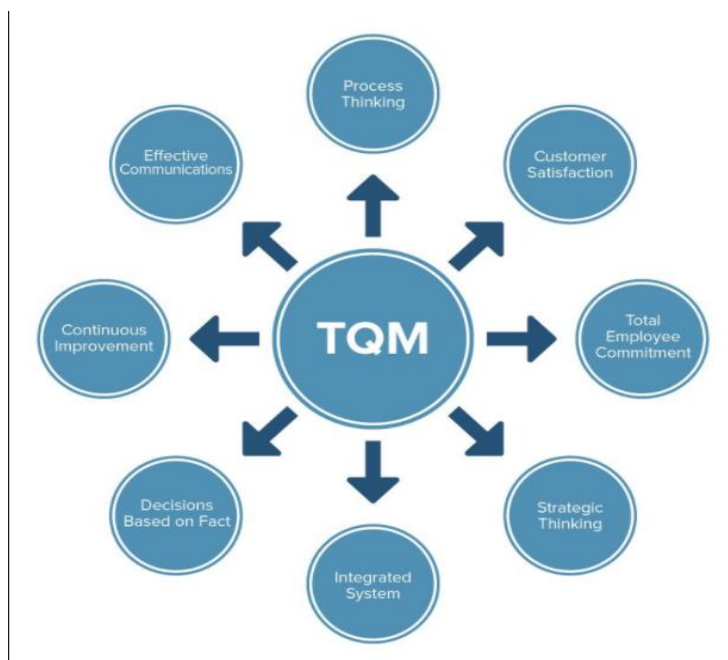 Process
Thinking
Effective
Communications
Customer
Satisfaction
Continuous
Improvement
TQM
Total
Employee
Commitment
Decisions
Based on Fact
Strategic
Thinking
Integrated
System